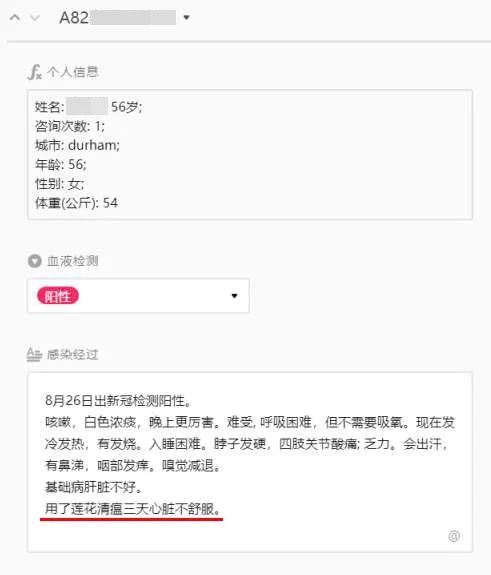 A82
个人信息
姓名: 56岁;
咨询次数: 1;
城市: durham;
年龄: 56;
性别: 女;
体重(公斤): 54
血液检测
阳性
感染经过
8月26日出新冠检测阳性。
咳嗽，白色浓痰，晚上更厉害。难受, 呼吸困难，但不需要吸氧。现在发
冷发热，有发烧。入睡困难。脖子发硬，四肢关节酸痛; 乏力。会出汗，
有鼻涕，咽部发痒。嗅觉减退。
基础病肝脏不好。
用了莲花清瘟三天心脏不舒服。
@